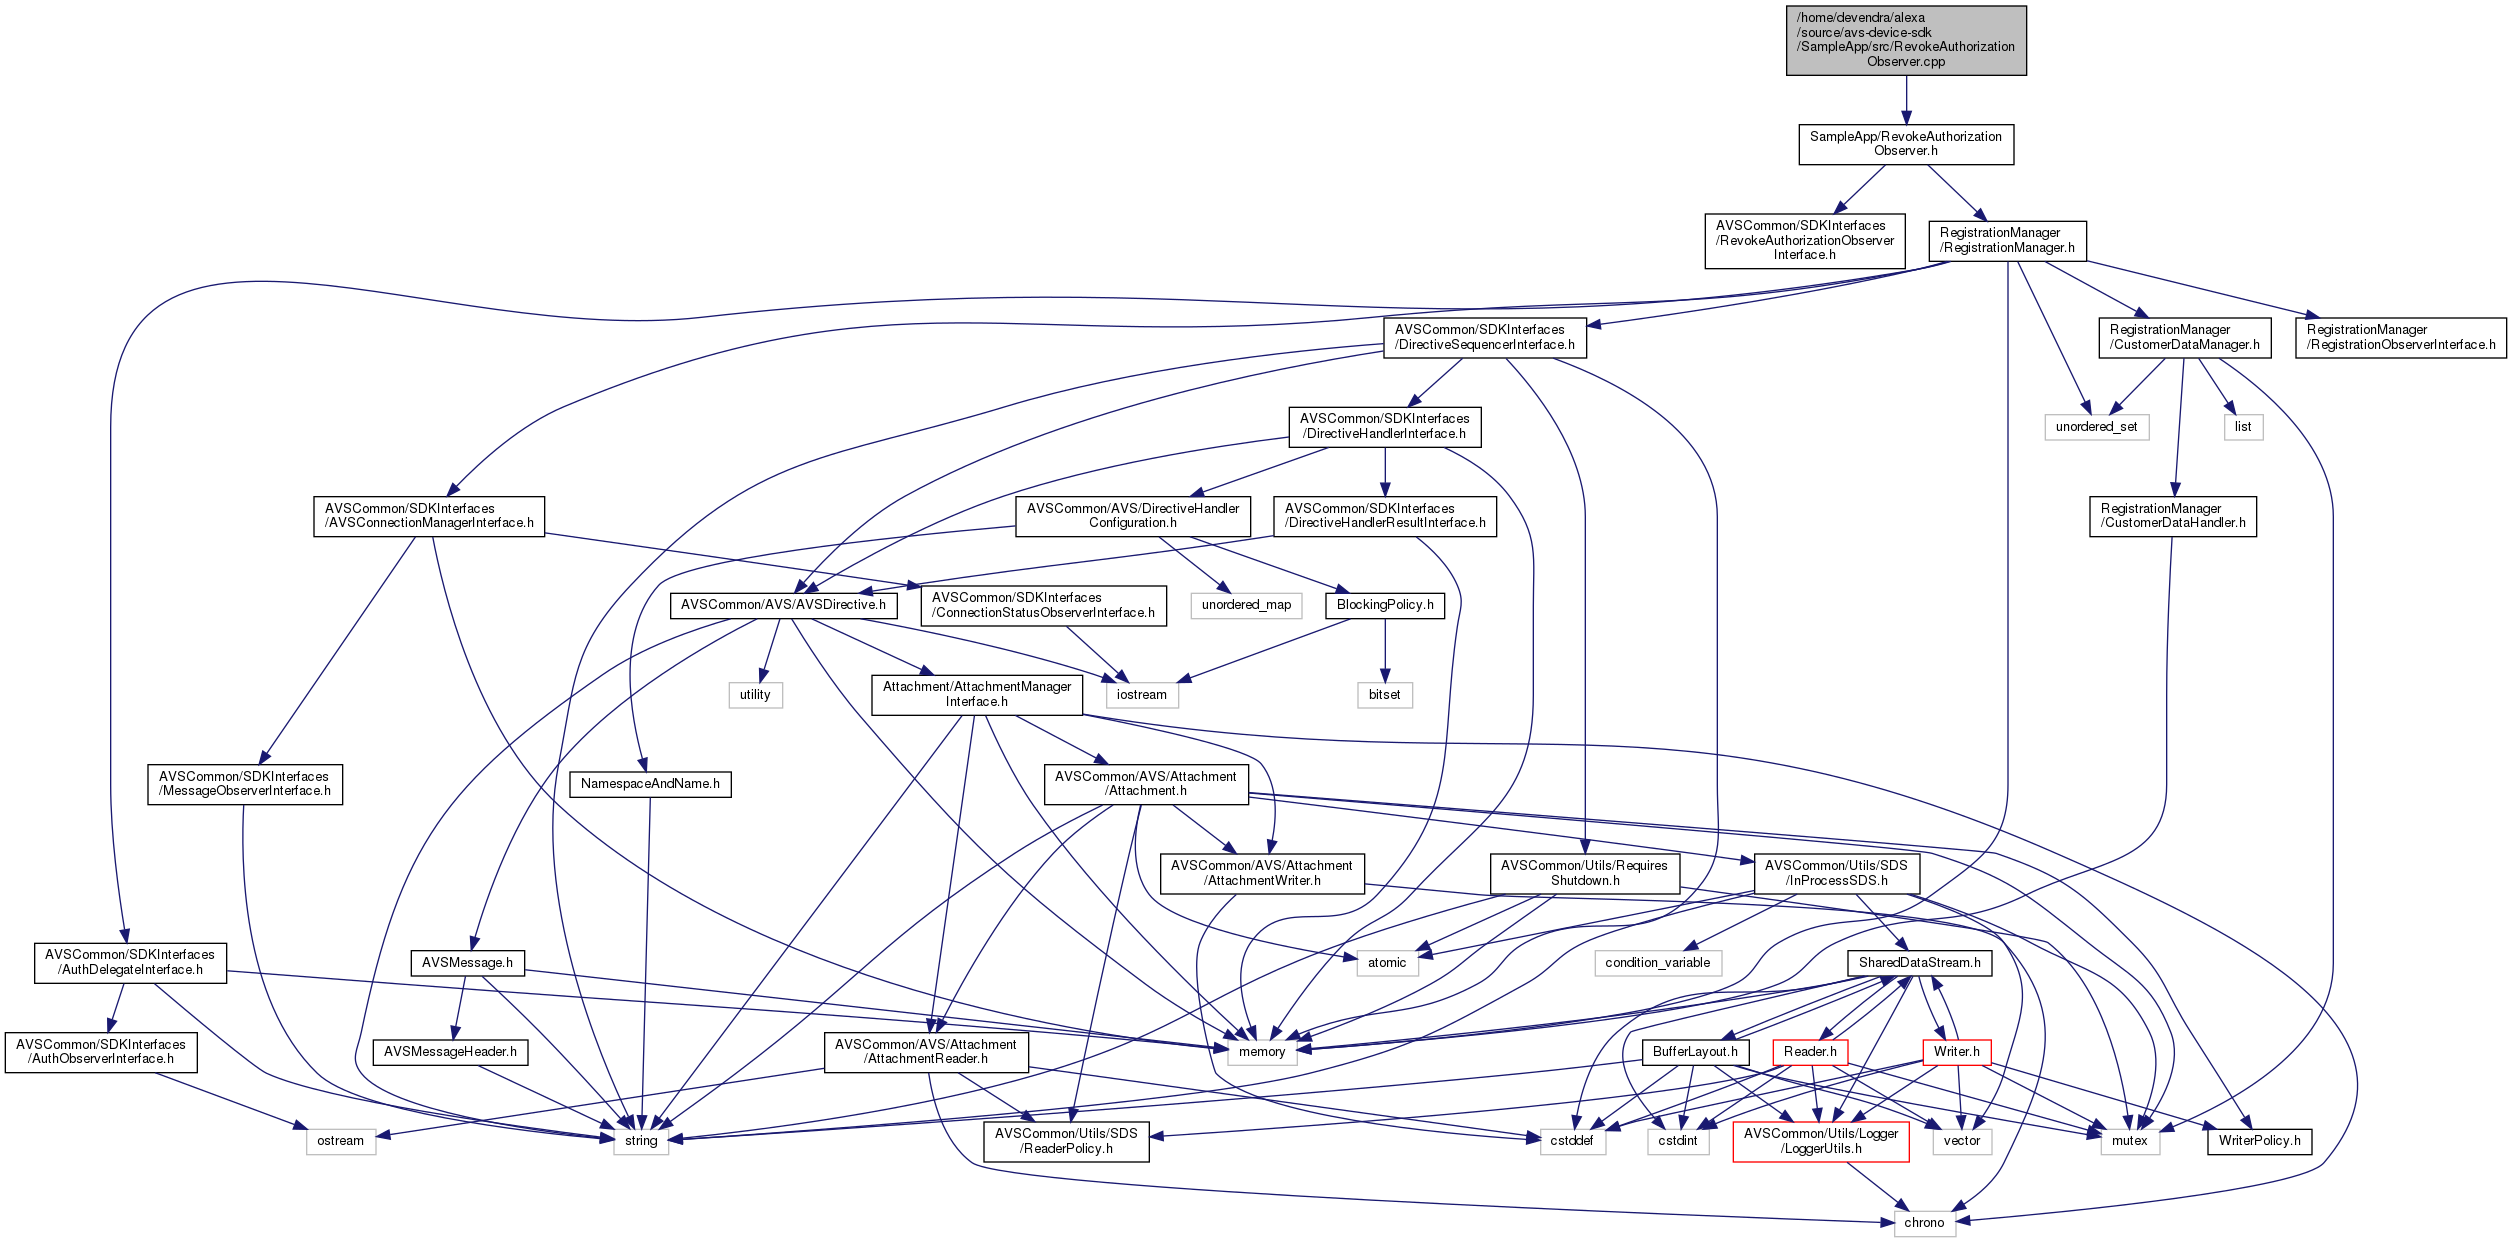 /home/devendra/alexa
/source/avs-device-sdk
/SampleApp/src/RevokeAuthorization
Observer.cpp
SampleApp/RevokeAuthorization
Observer.h
AVSCommon/SDKInterfaces
/RevokeAuthorizationObserver
Interface.h
RegistrationManager
/RegistrationManager.h
AVSCommon/SDKInterfaces
/DirectiveSequencerInterface.h
RegistrationManager
/CustomerDataManager.h
RegistrationManager
/RegistrationObserverInterface.h
AVSCommon/SDKInterfaces
/DirectiveHandlerInterface.h
unordered_set
list
AVSCommon/SDKInterfaces
/AVSConnectionManagerInterface.h
AVSCommon/AVS/DirectiveHandler
Configuration.h
AVSCommon/SDKInterfaces
/DirectiveHandlerResultInterface.h
RegistrationManager
/CustomerDataHandler.h
AVSCommon/AVS/AVSDirective.h
AVSCommon/SDKInterfaces
/ConnectionStatusObserverInterface.h
unordered_map
BlockingPolicy.h
utility
Attachment/AttachmentManager
Interface.h
iostream
bitset
AVSCommon/SDKInterfaces
/MessageObserverInterface.h
NamespaceAndName.h
AVSCommon/AVS/Attachment
/Attachment.h
AVSCommon/AVS/Attachment
/AttachmentWriter.h
AVSCommon/Utils/Requires
Shutdown.h
AVSCommon/Utils/SDS
/InProcessSDS.h
AVSCommon/SDKInterfaces
/AuthDelegateInterface.h
AVSMessage.h
atomic
condition_variable
SharedDataStream.h
AVSCommon/SDKInterfaces
/AuthObserverInterface.h
AVSMessageHeader.h
AVSCommon/AVS/Attachment
/AttachmentReader.h
memory
BufferLayout.h
Reader.h
Writer.h
ostream
string
AVSCommon/Utils/SDS
/ReaderPolicy.h
cstddef
cstdint
AVSCommon/Utils/Logger
/LoggerUtils.h
vector
mutex
WriterPolicy.h
chrono